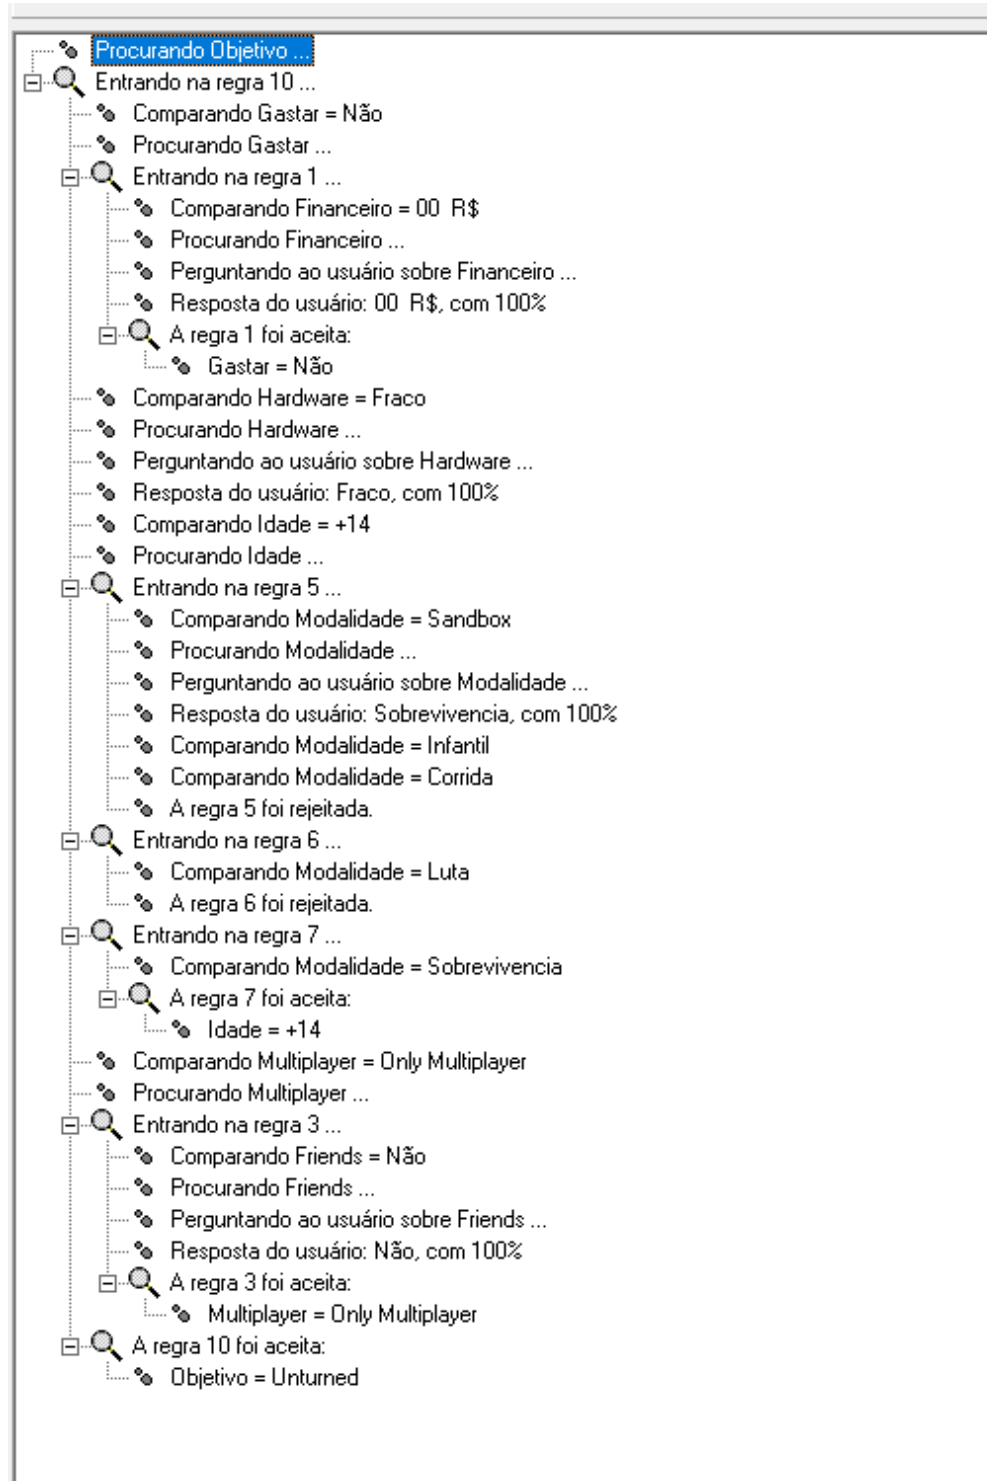 Procurando Objetivo ...
Entrando na regra 10 ...
Comparando Gastar = Não
Procurando Gastar ...
Entrando na regra 1 ...
Comparando Financeiro = 00  R$
Procurando Financeiro ...
Perguntando ao usuário sobre Financeiro ...
Resposta do usuário: 00  R$, com 100%
A regra 1 foi aceita:
Gastar = Não
Comparando Hardware = Fraco
Procurando Hardware ...
Perguntando ao usuário sobre Hardware ...
Resposta do usuário: Fraco, com 100%
Comparando Idade = +14
Procurando Idade ...
Entrando na regra 5 ...
Comparando Modalidade = Sandbox
Procurando Modalidade ...
Perguntando ao usuário sobre Modalidade ...
Resposta do usuário: Sobrevivencia, com 100%
Comparando Modalidade = Infantil
Comparando Modalidade = Corrida
A regra 5 foi rejeitada.
Entrando na regra 6 ...
Comparando Modalidade = Luta
A regra 6 foi rejeitada.
Entrando na regra 7 ...
Comparando Modalidade = Sobrevivencia
A regra 7 foi aceita:
Idade = +14
Comparando Multiplayer = Only Multiplayer
Procurando Multiplayer ...
Entrando na regra 3 ...
Comparando Friends = Não
Procurando Friends ...
Perguntando ao usuário sobre Friends ...
Resposta do usuário: Não, com 100%
A regra 3 foi aceita:
Multiplayer = Only Multiplayer
A regra 10 foi aceita:
Objetivo = Unturned